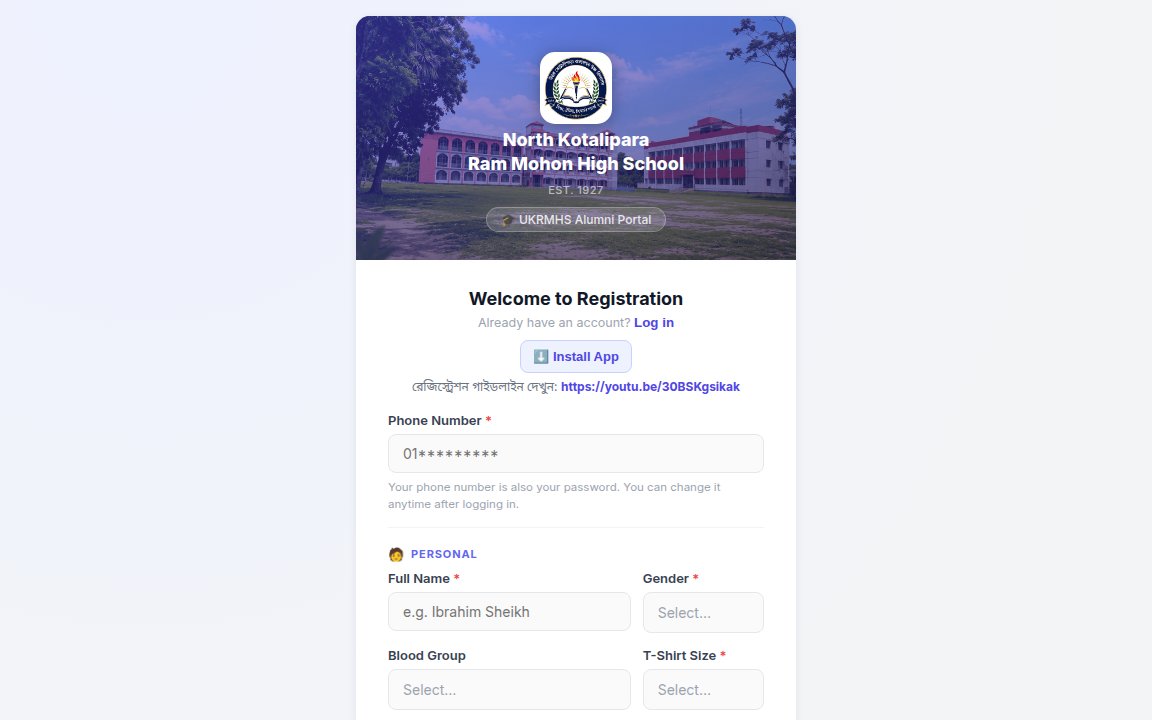 North Kotalipara
Ram Mohon High School
EST. 1927
UKRMHS Alumni Portal
Welcome to Registration
Already have an account? Log in
Install App
রেজিস্ট্রেশন গাইডলাইন দেখুন: https://youtu.be/30BSKgsikak
Phone Number *
01*********
Your phone number is also your password. You can change it
anytime after logging in.
PERSONAL
Full Name *
Gender *
e.g. Ibrahim Sheikh
Select...
Blood Group
T-Shirt Size *
Select...
Select...